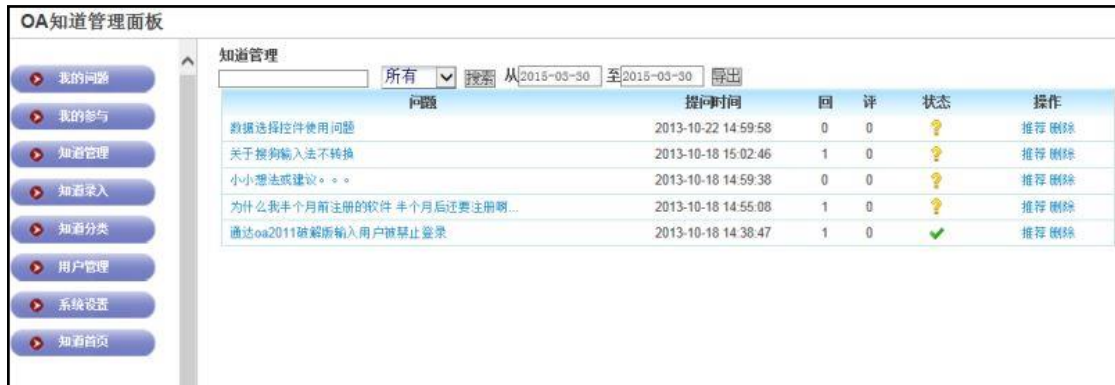 OA知道管理面板
我的问题
我的参与
知道管理
知道录入
知道分类
用户管理
系统设置
知道首页
知道管理
所有 搜索 从2015-03-30 至2015-03-30 导出
问题 提问时间 回 评 状态 操作
数据选择控件使用问题 2013-10-22 14:59:58 0 0 推荐 删除
关于搜狗输入法不转换 2013-10-18 15:02:46 1 0 推荐 删除
小小想法或建议。。。 2013-10-18 14:59:38 0 0 推荐 删除
为什么我半个月前注册的软件 半个月后还要注册啊... 2013-10-18 14:55:08 1 0 推荐 删除
通达oa2011破解版输入用户被禁止登录 2013-10-18 14:38:47 1 0 推荐 删除